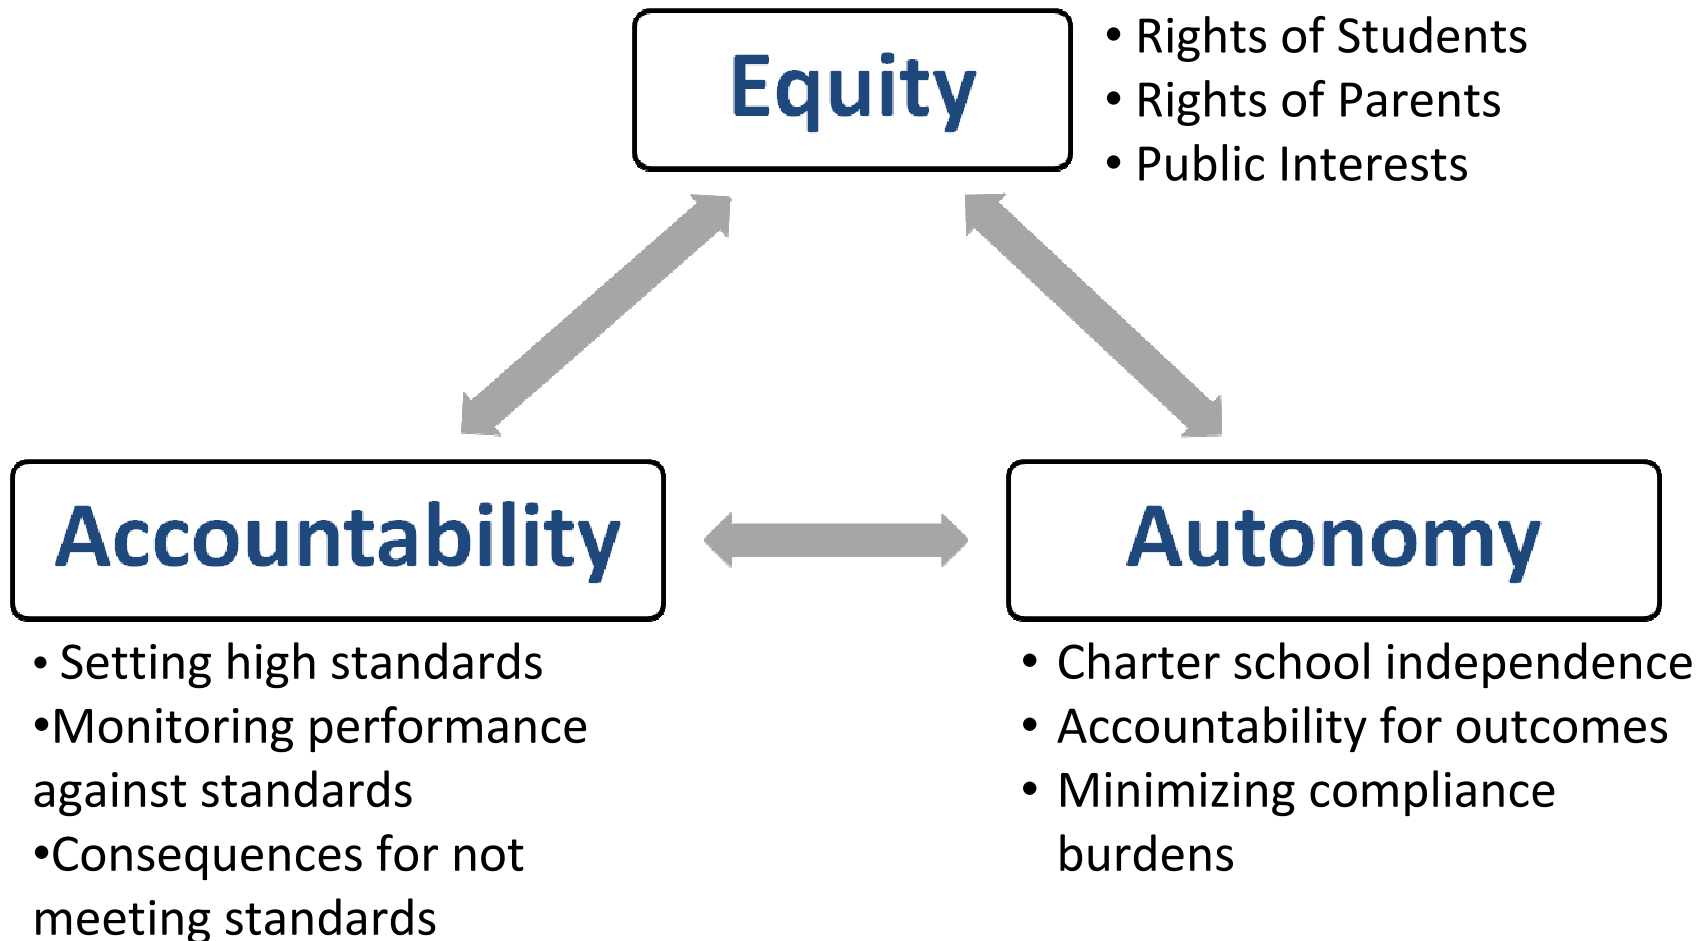 Equity
• Rights of Students
• Rights of Parents
• Public Interests
Accountability
• Setting high standards
•Monitoring performance
against standards
•Consequences for not
meeting standards
Autonomy
• Charter school independence
• Accountability for outcomes
• Minimizing compliance
burdens